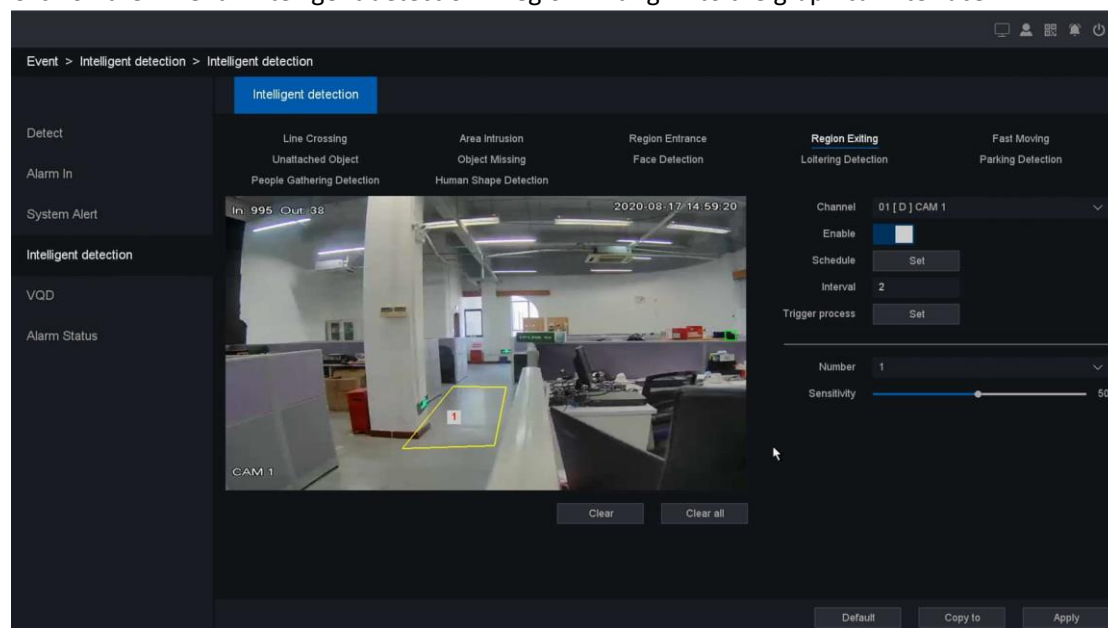 Event > Intelligent detection > Intelligent detection
Intelligent detection
Detect
Alarm In
System Alert
Intelligent detection
VQD
Alarm Status
Line Crossing Area Intrusion Region Entrance Region Exiting Fast Moving
Unattached Object Object Missing Face Detection Loitering Detection Parking Detection
People Gathering Detection Human Shape Detection
In: 995 Out: 38 2020-08-17 14:59:20
1
CAM 1
Channel 01 [ D ] CAM 1
Enable
Schedule Set
Interval 2
Trigger process Set
Number 1
Sensitivity 50
Clear Clear all
Default Copy to Apply